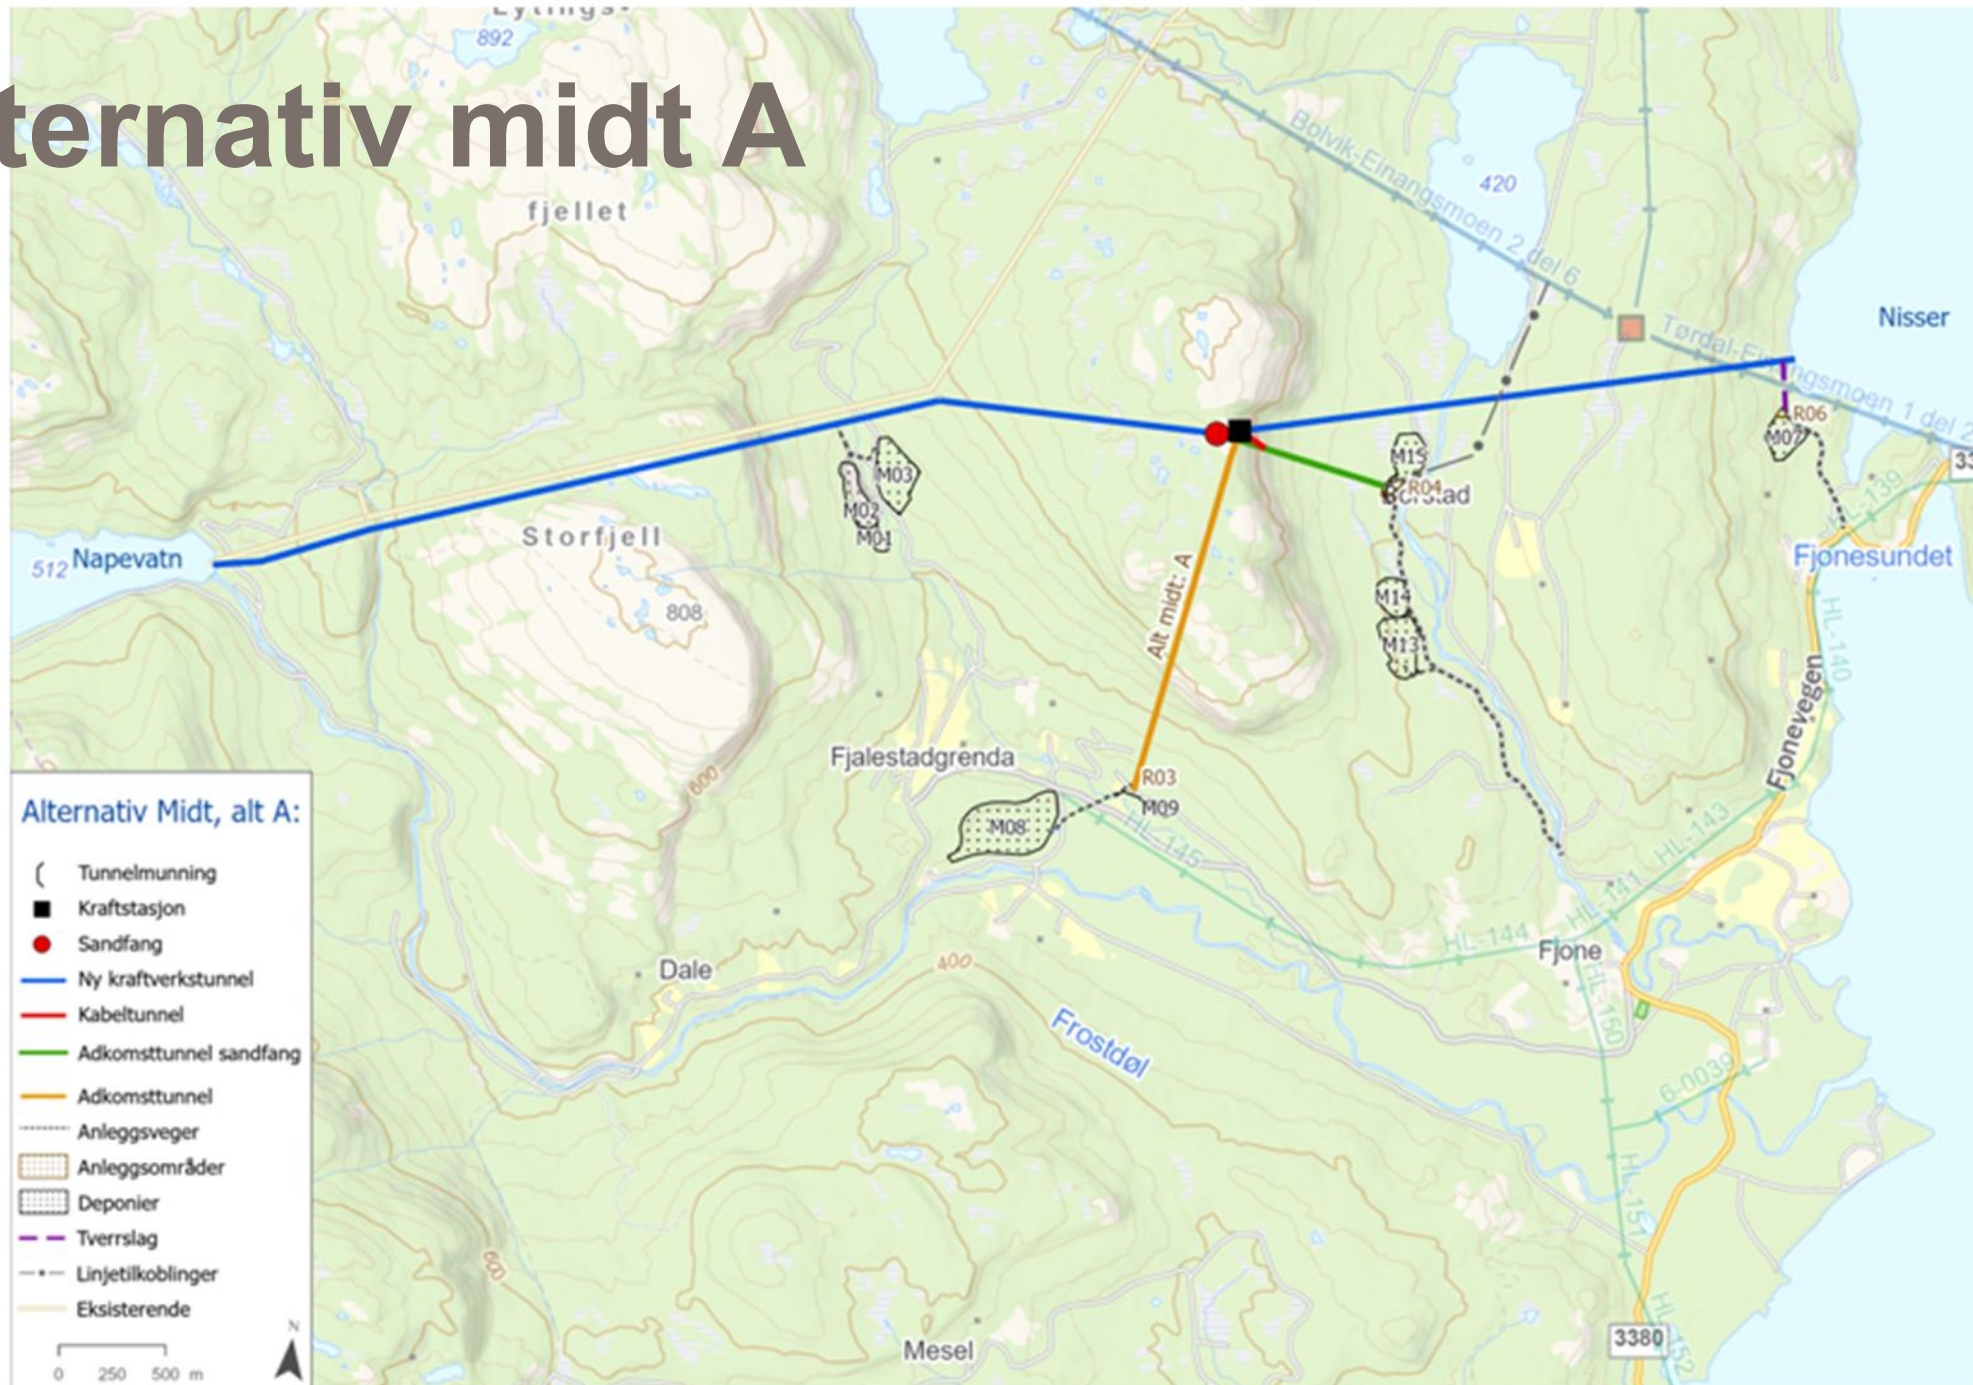 892
ternativ midt A
fjellet
Bolvik-Einangsmoen 2 del 6
420
Nisser
Tørdal-Einangsmoen 1 del 2
R06
M07
M15
R04
M03
M02
M01
Storfjell
808
512 Napevatn
HL-139
Fjonesundet
HL-140
M14
M13
Alt midt: A
Fjonevegen
Fjalestadgrenda
600
R03
M09
M08
HL-145
HL-143
HL-141
HL-144
Fjone
Dale
400
Frostdøl
HL-150
6-0039
HL-151
600
Mesel
3380
HL-152
Alternativ Midt, alt A:
Tunnelmunning
Kraftstasjon
Sandfang
Ny kraftverkstunnel
Kabeltunnel
Adkomsttunnel sandfang
Adkomsttunnel
Anleggsveger
Anleggsområder
Deponier
Tverrslag
Linjetilkoblinger
Eksisterende
N
0 250 500 m